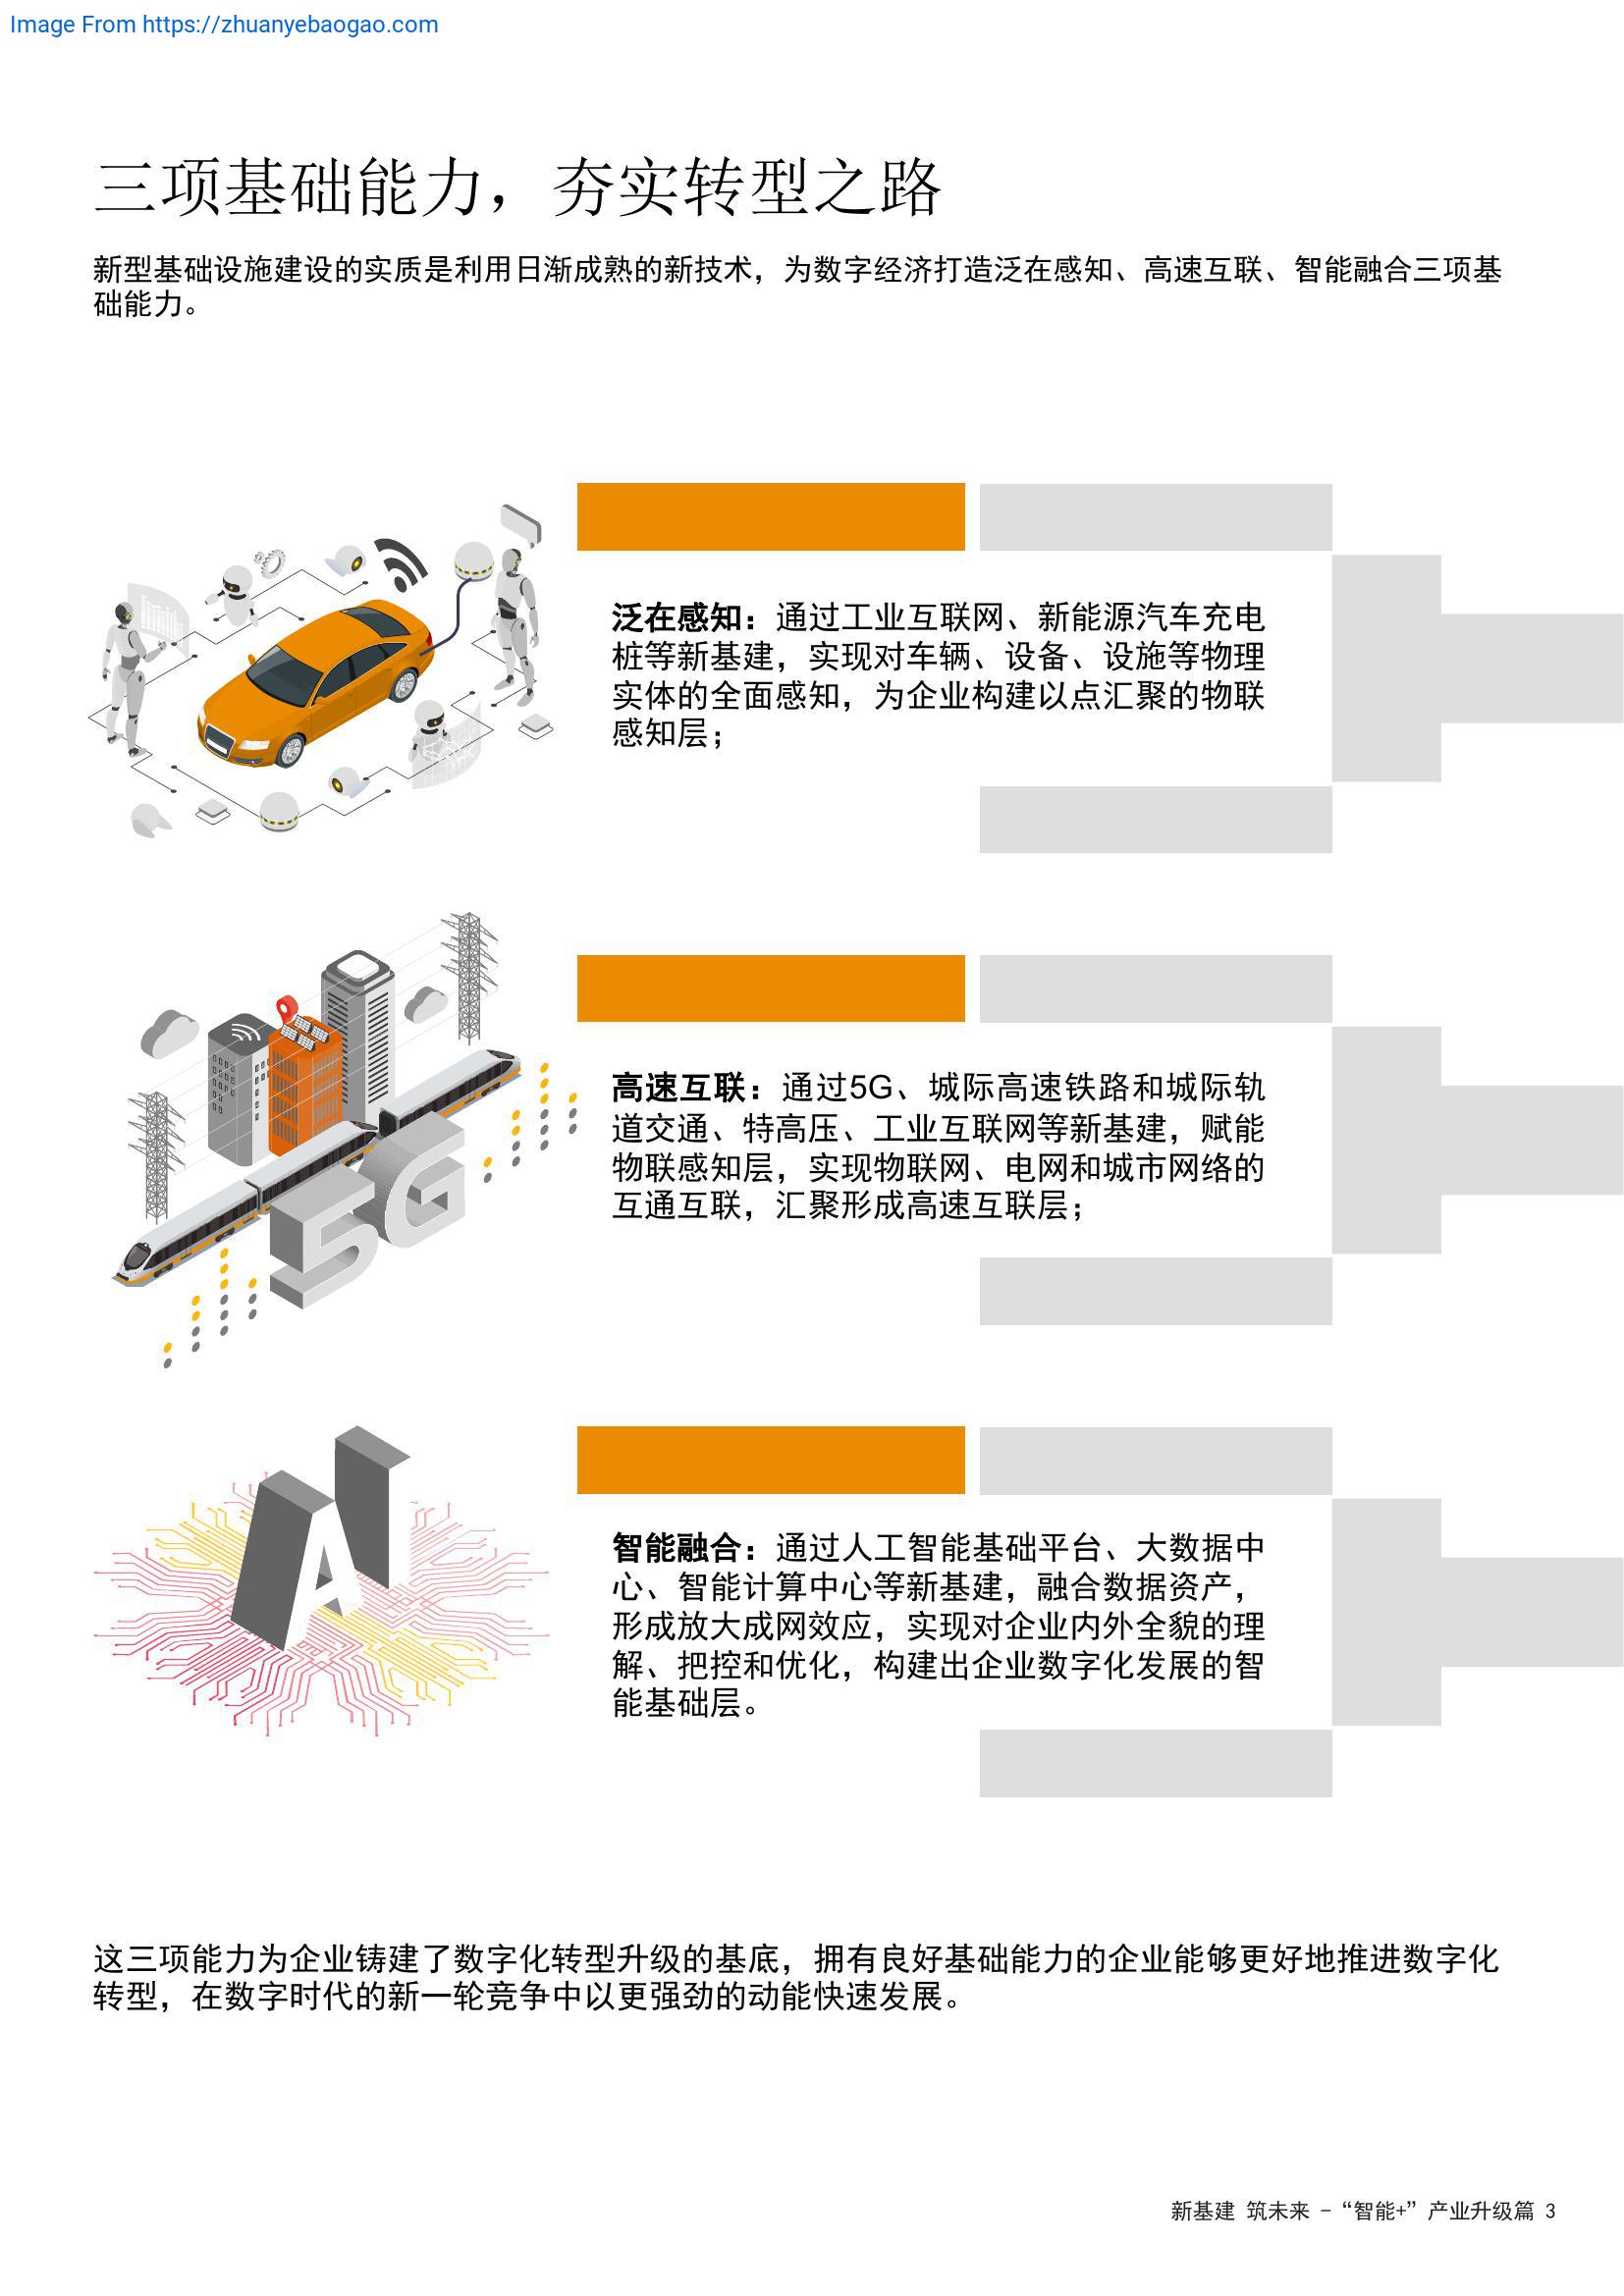 Image From https://zhuanyebaogao.com
三项基础能力，夯实转型之路
新型基础设施建设的实质是利用日渐成熟的新技术，为数字经济打造泛在感知、高速互联、智能融合三项基
础能力。
泛在感知：通过工业互联网、新能源汽车充电
桩等新基建，实现对车辆、设备、设施等物理
实体的全面感知，为企业构建以点汇聚的物联
感知层；
高速互联：通过5G、城际高速铁路和城际轨
道交通、特高压、工业互联网等新基建，赋能
物联感知层，实现物联网、电网和城市网络的
互通互联，汇聚形成高速互联层；
5G
AI
智能融合：通过人工智能基础平台、大数据中
心、智能计算中心等新基建，融合数据资产，
形成放大成网效应，实现对企业内外全貌的理
解、把控和优化，构建出企业数字化发展的智
能基础层。
这三项能力为企业铸建了数字化转型升级的基底，拥有良好基础能力的企业能够更好地推进数字化
转型，在数字时代的新一轮竞争中以更强劲的动能快速发展。
新基建 筑未来 –“智能+”产业升级篇 3